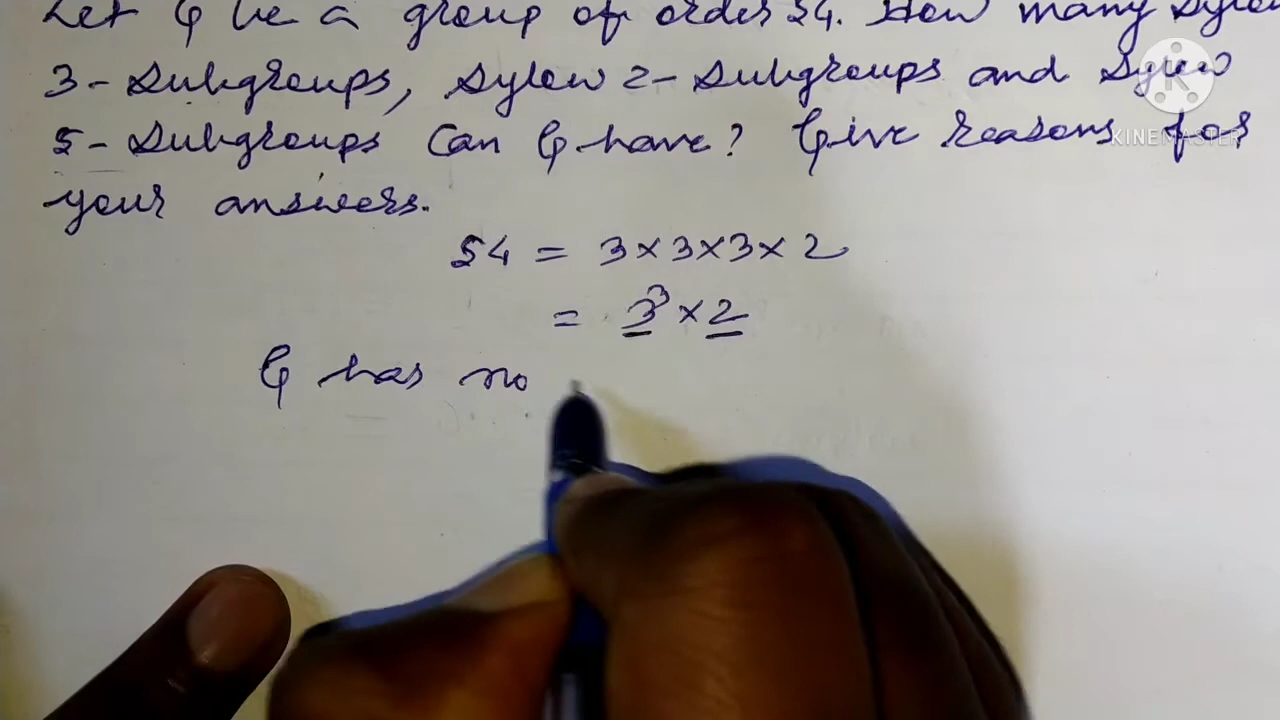 Let G be a group of order 54. How many Sylow
3-Subgroups, Sylow 2-Subgroups and Sylow
5-Subgroups Can G have? Give reasons for
your answers.
54 = 3×3×3×2
= 3³×2
G has no
KINEMASTER